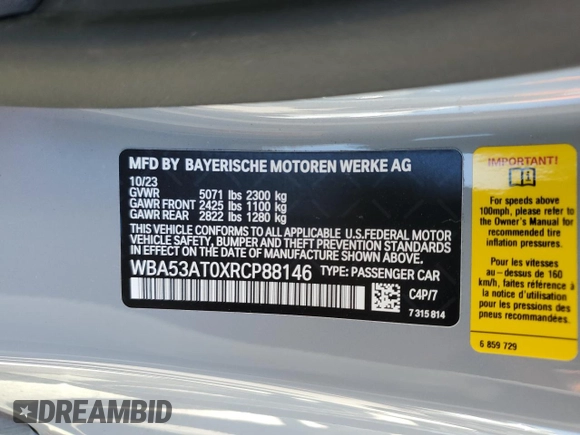 MFD BY BAYERISCHE MOTOREN WERKE AG
10/23
GVWR 5071 lbs 2300 kg
GAWR FRONT 2425 lbs 1100 kg
GAWR REAR 2822 lbs 1280 kg
THIS VEHICLE CONFORMS TO ALL APPLICABLE U.S.FEDERAL MOTOR
VEHICLE SAFETY, BUMPER AND THEFT PREVENTION STANDARDS
IN EFFECT ON THE DATE OF MANUFACTURE SHOWN ABOVE.
WBA53AT0XRCP88146 TYPE: PASSENGER CAR
C4P/7
7 315 814
IMPORTANT!
For speeds above
100mph, please refer to
the Owner's Manual for
recommended tire
inflation pressures.
Au-dessus de 160
km/h, faites référence
à la notice d'utilisation
pour les pressions des
pneus recommandées.
6 859 729
DREAMBID